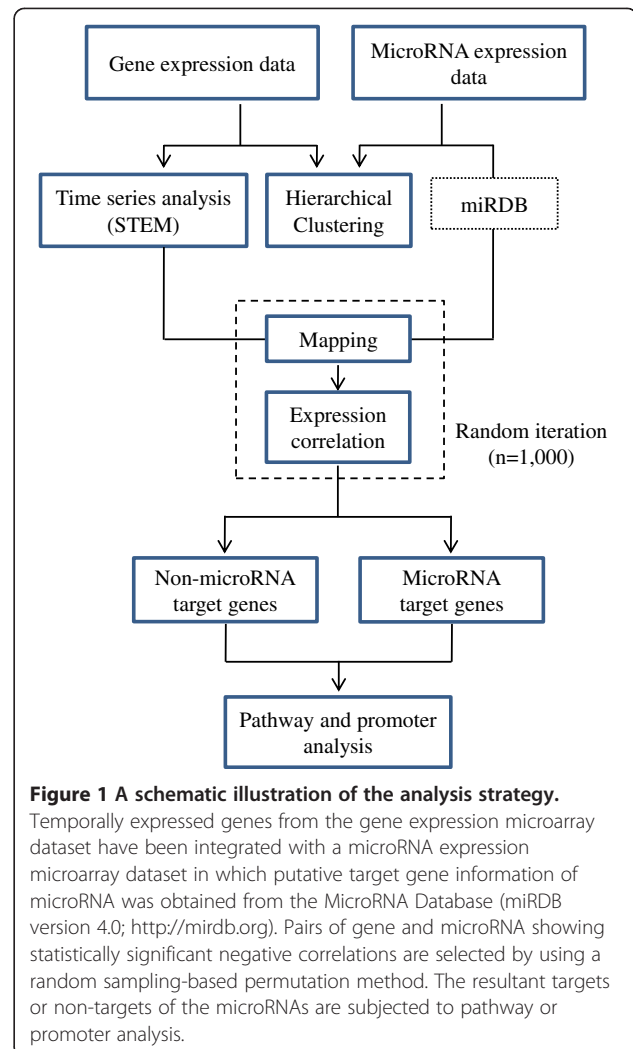 Gene expression data
MicroRNA expression
data
Time series analysis
(STEM)
Hierarchical
Clustering
miRDB
Mapping
Expression
correlation
Random iteration
(n=1,000)
Non-microRNA
target genes
MicroRNA
target genes
Pathway and promoter
analysis
Figure 1 A schematic illustration of the analysis strategy.
Temporally expressed genes from the gene expression microarray
dataset have been integrated with a microRNA expression
microarray dataset in which putative target gene information of
microRNA was obtained from the MicroRNA Database (miRDB
version 4.0; http://mirdb.org). Pairs of gene and microRNA showing
statistically significant negative correlations are selected by using a
random sampling-based permutation method. The resultant targets
or non-targets of the microRNAs are subjected to pathway or
promoter analysis.